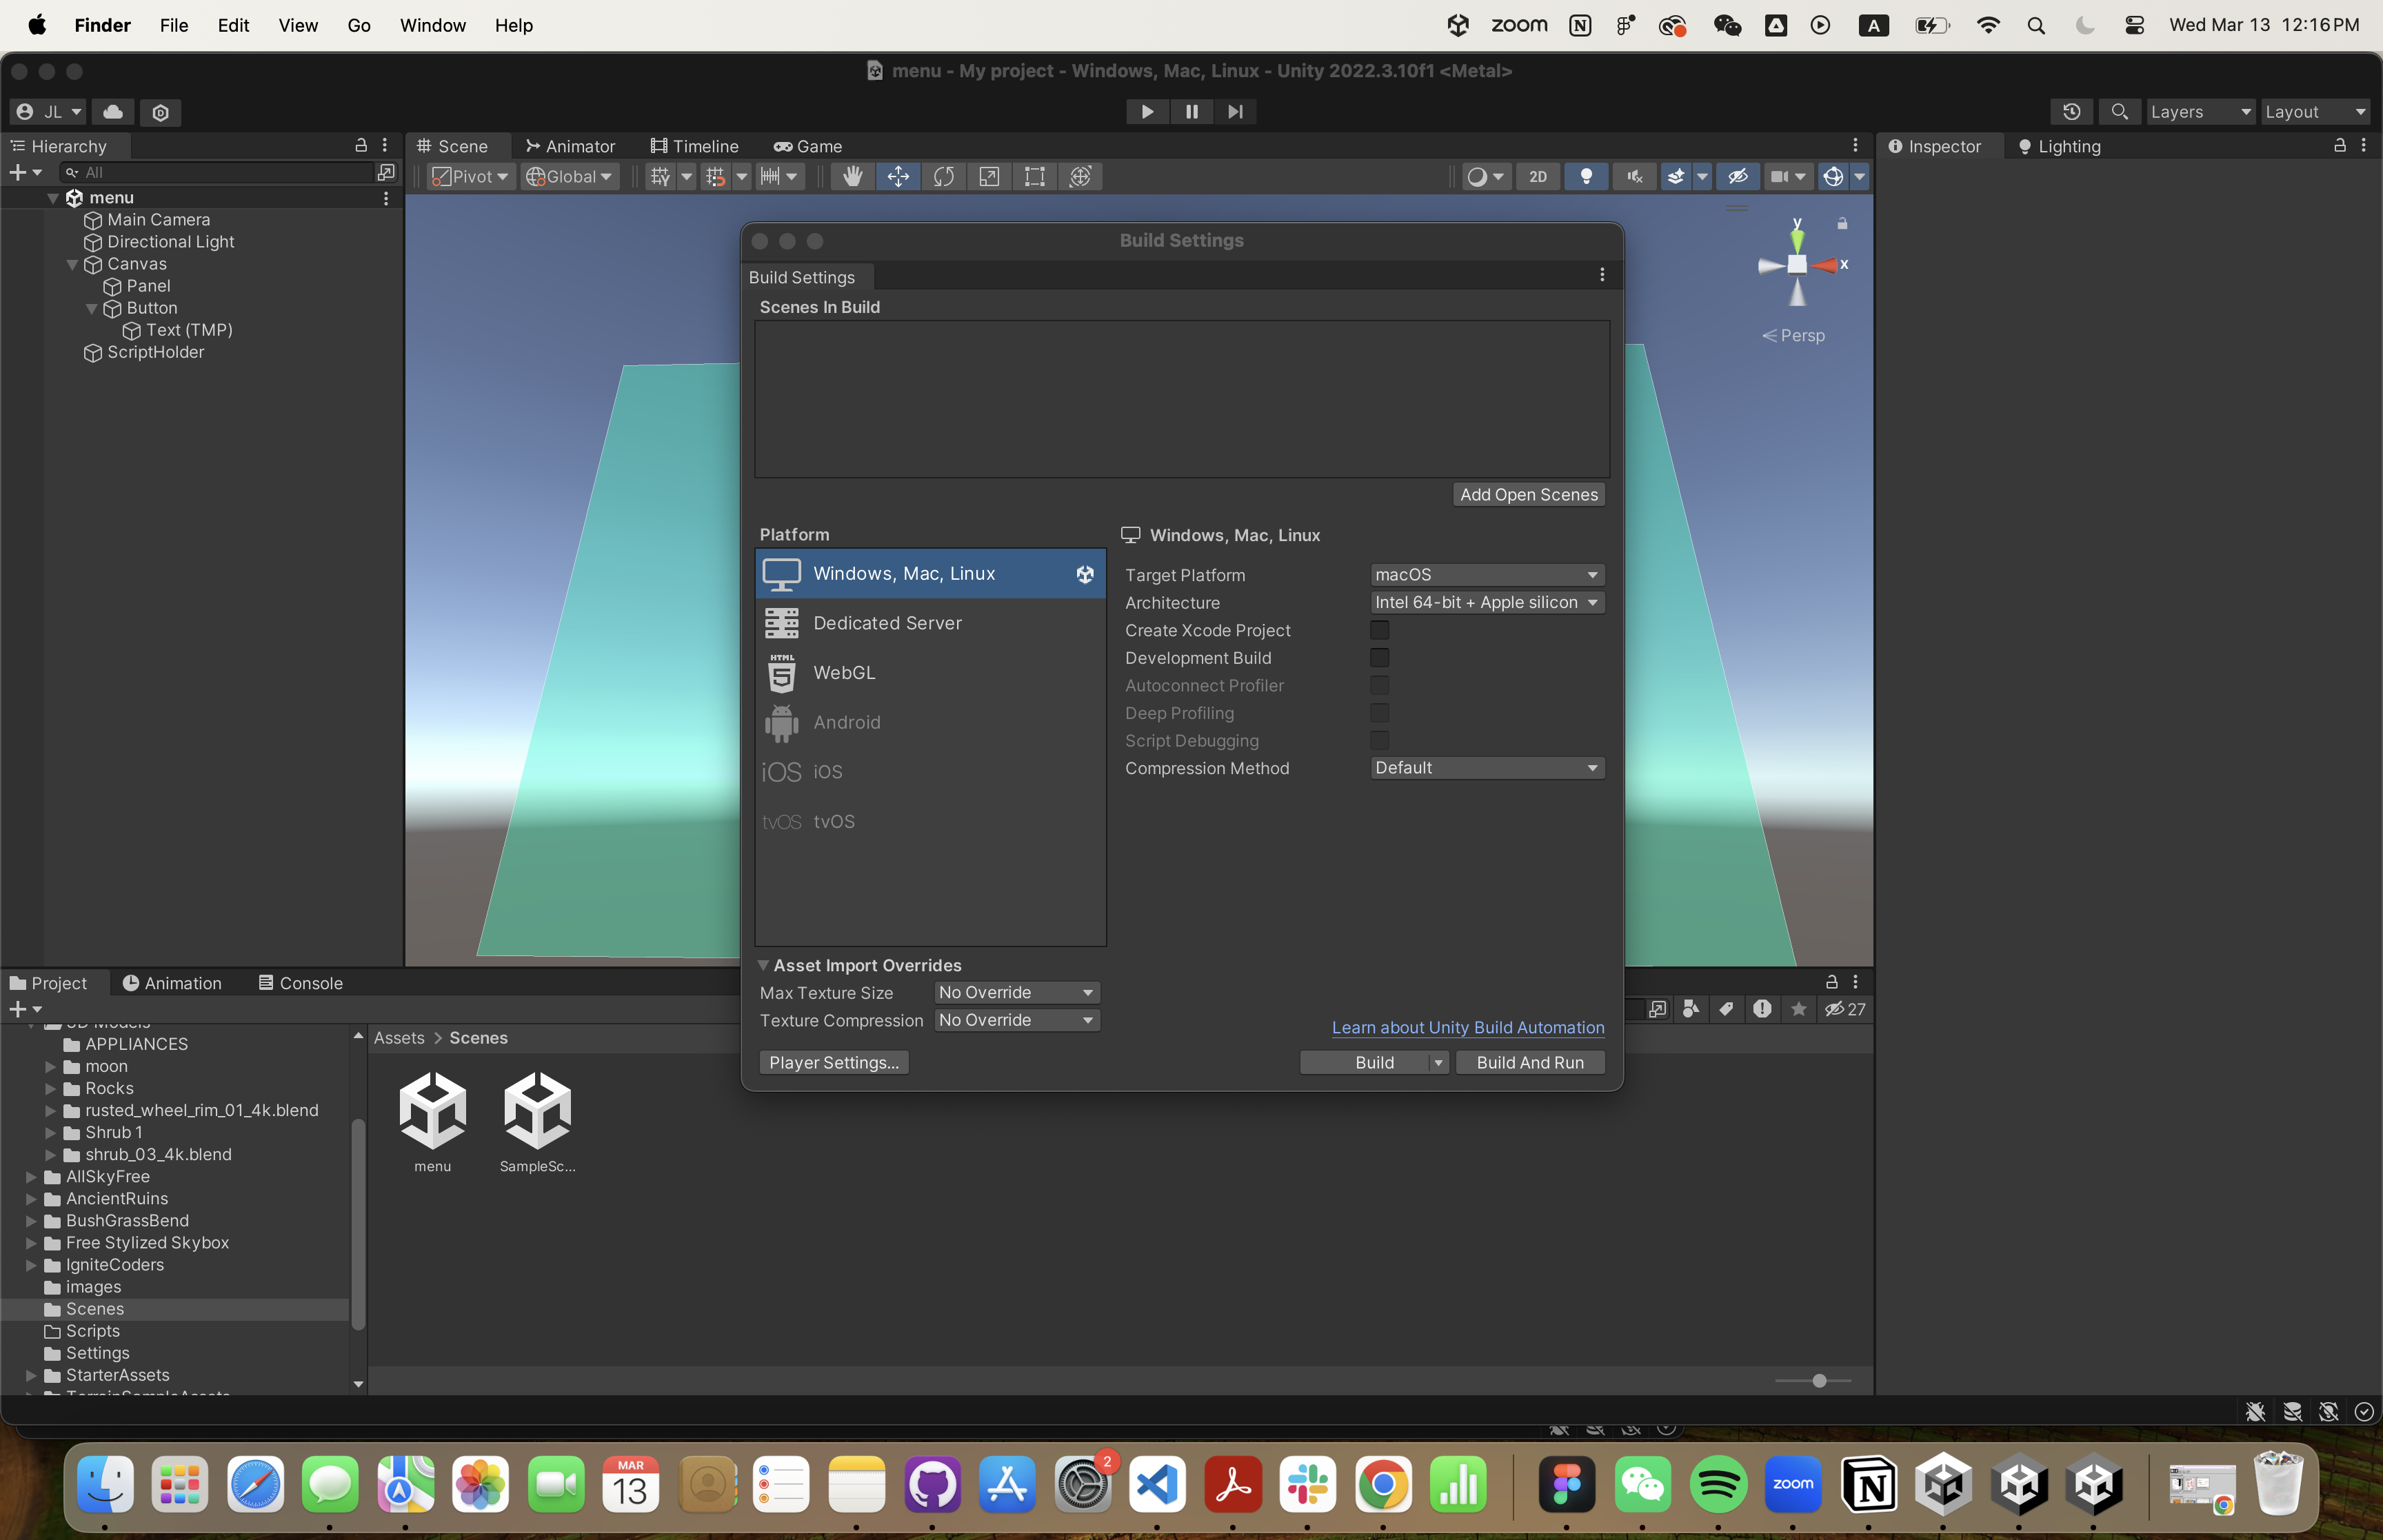 Finder File Edit View Go Window Help
zoom A Wed Mar 13 12:16 PM
menu - My project - Windows, Mac, Linux - Unity 2022.3.10f1 <Metal>
JL
Layers Layout
Hierarchy
All
menu
Main Camera
Directional Light
Canvas
Panel
Button
Text (TMP)
ScriptHolder
Scene Animator Timeline Game
Pivot Global 2D
y
x
Persp
Inspector Lighting
Build Settings
Build Settings
Scenes In Build
Add Open Scenes
Platform
Windows, Mac, Linux
Dedicated Server
HTML 5 WebGL
Android
iOS iOS
tvOS tvOS
Windows, Mac, Linux
Target Platform macOS
Architecture Intel 64-bit + Apple silicon
Create Xcode Project
Development Build
Autoconnect Profiler
Deep Profiling
Script Debugging
Compression Method Default
Asset Import Overrides
Max Texture Size No Override
Texture Compression No Override
Learn about Unity Build Automation
Player Settings... Build Build And Run
Project Animation Console
27
3D Models
APPLIANCES
moon
Rocks
rusted_wheel_rim_01_4k.blend
Shrub 1
shrub_03_4k.blend
AllSkyFree
AncientRuins
BushGrassBend
Free Stylized Skybox
IgniteCoders
images
Scenes
Scripts
Settings
StarterAssets
TerrainSampleAssets
Assets > Scenes
menu
SampleSc...
MAR
13
2
zoom